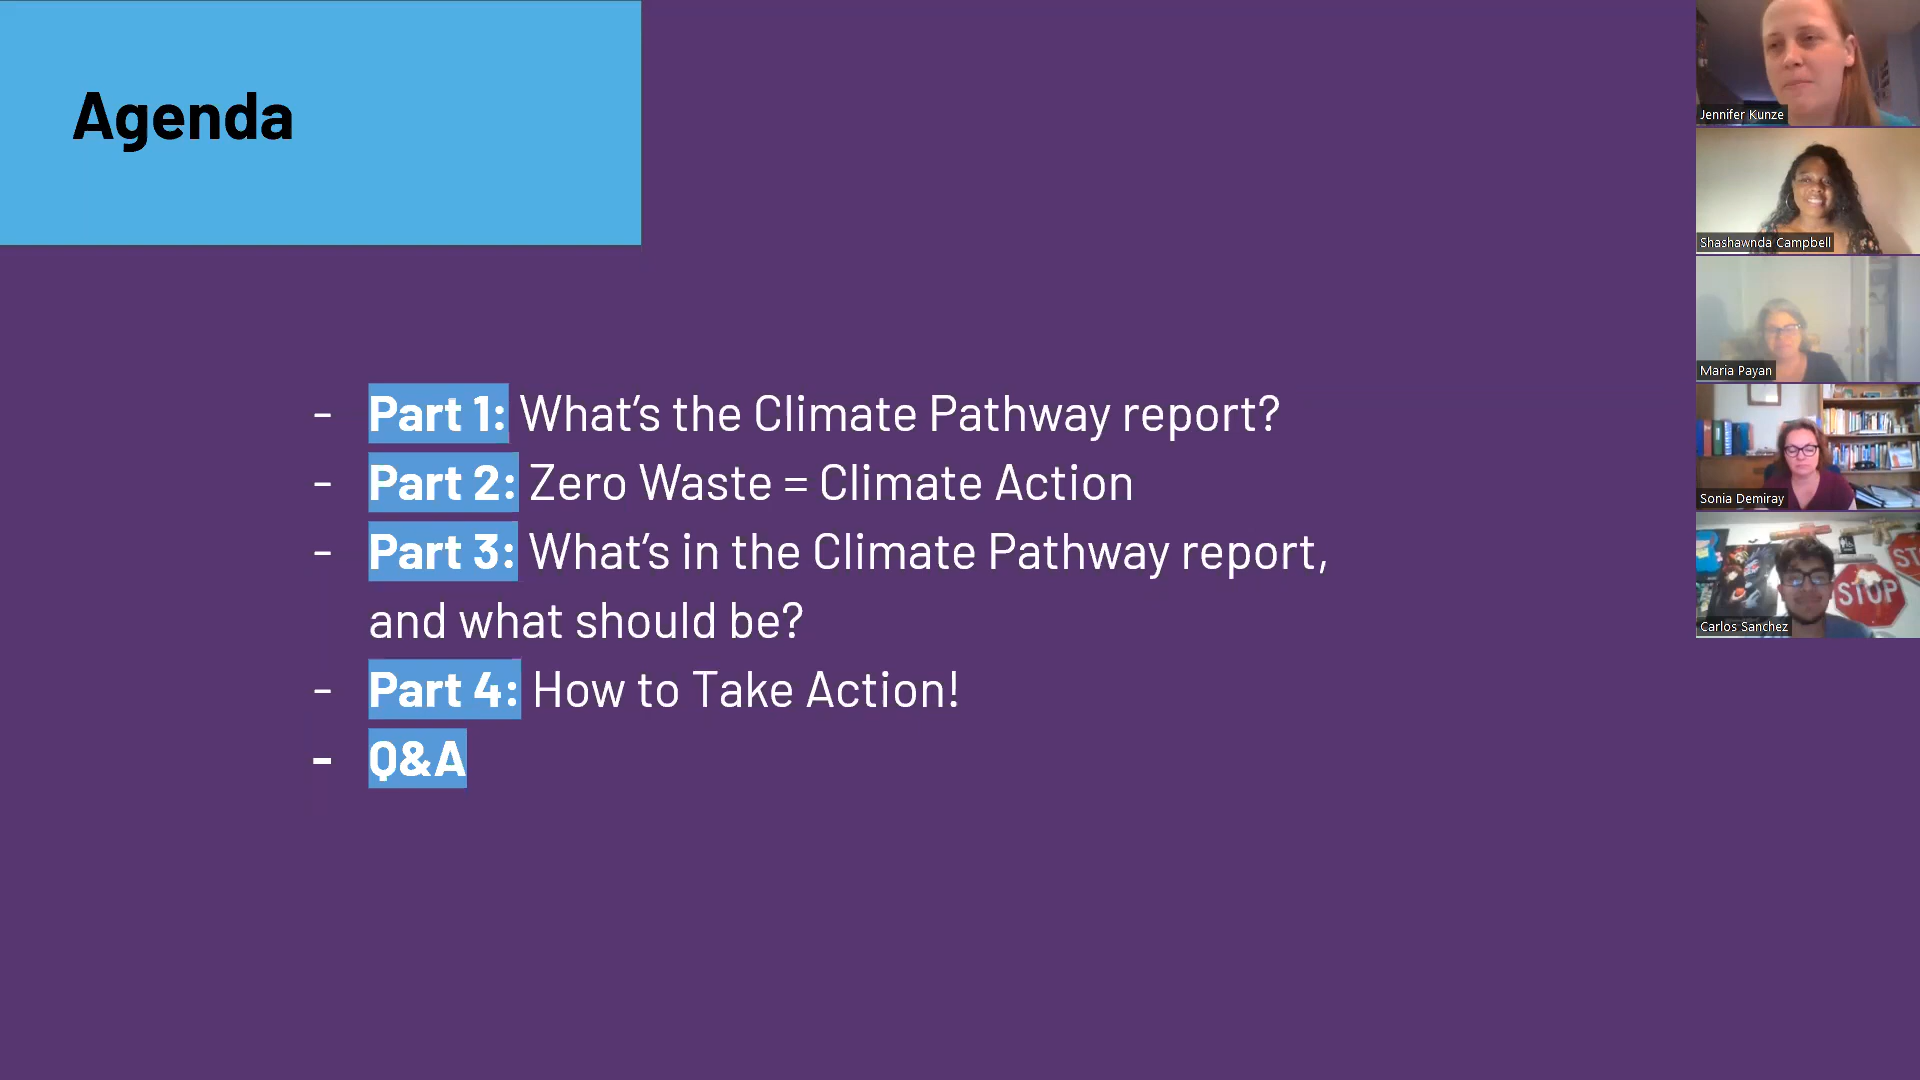 Agenda
- Part 1: What's the Climate Pathway report?
- Part 2: Zero Waste = Climate Action
- Part 3: What's in the Climate Pathway report,
and what should be?
- Part 4: How to Take Action!
- Q&A
Jennifer Kunze
Shashawnda Campbell
Maria Payan
Sonia Demiray
STOP
Carlos Sanchez